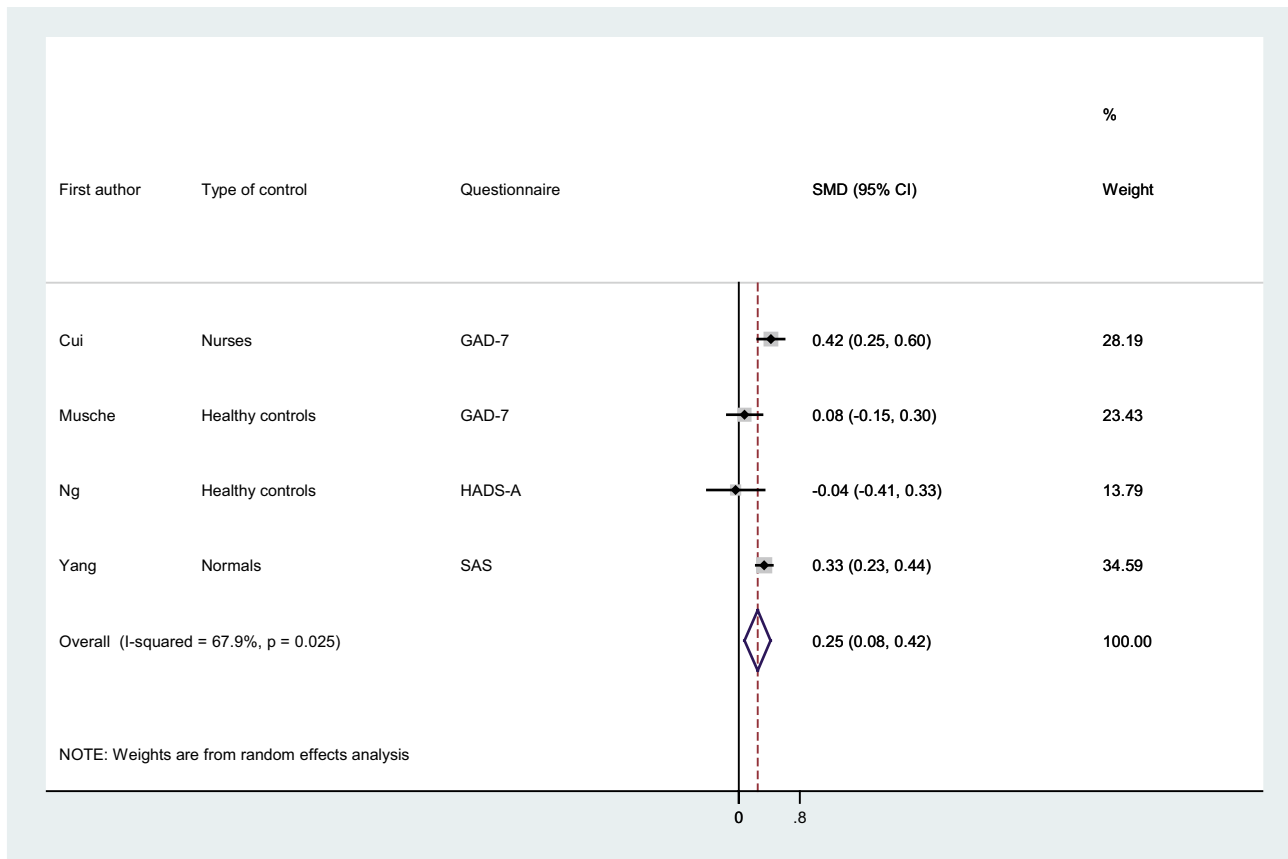 %
First author Type of control Questionnaire SMD (95% CI) Weight
Cui Nurses GAD-7 0.42 (0.25, 0.60) 28.19
Musche Healthy controls GAD-7 0.08 (-0.15, 0.30) 23.43
Ng Healthy controls HADS-A -0.04 (-0.41, 0.33) 13.79
Yang Normals SAS 0.33 (0.23, 0.44) 34.59
Overall (I-squared = 67.9%, p = 0.025) 0.25 (0.08, 0.42) 100.00
NOTE: Weights are from random effects analysis
0 .8